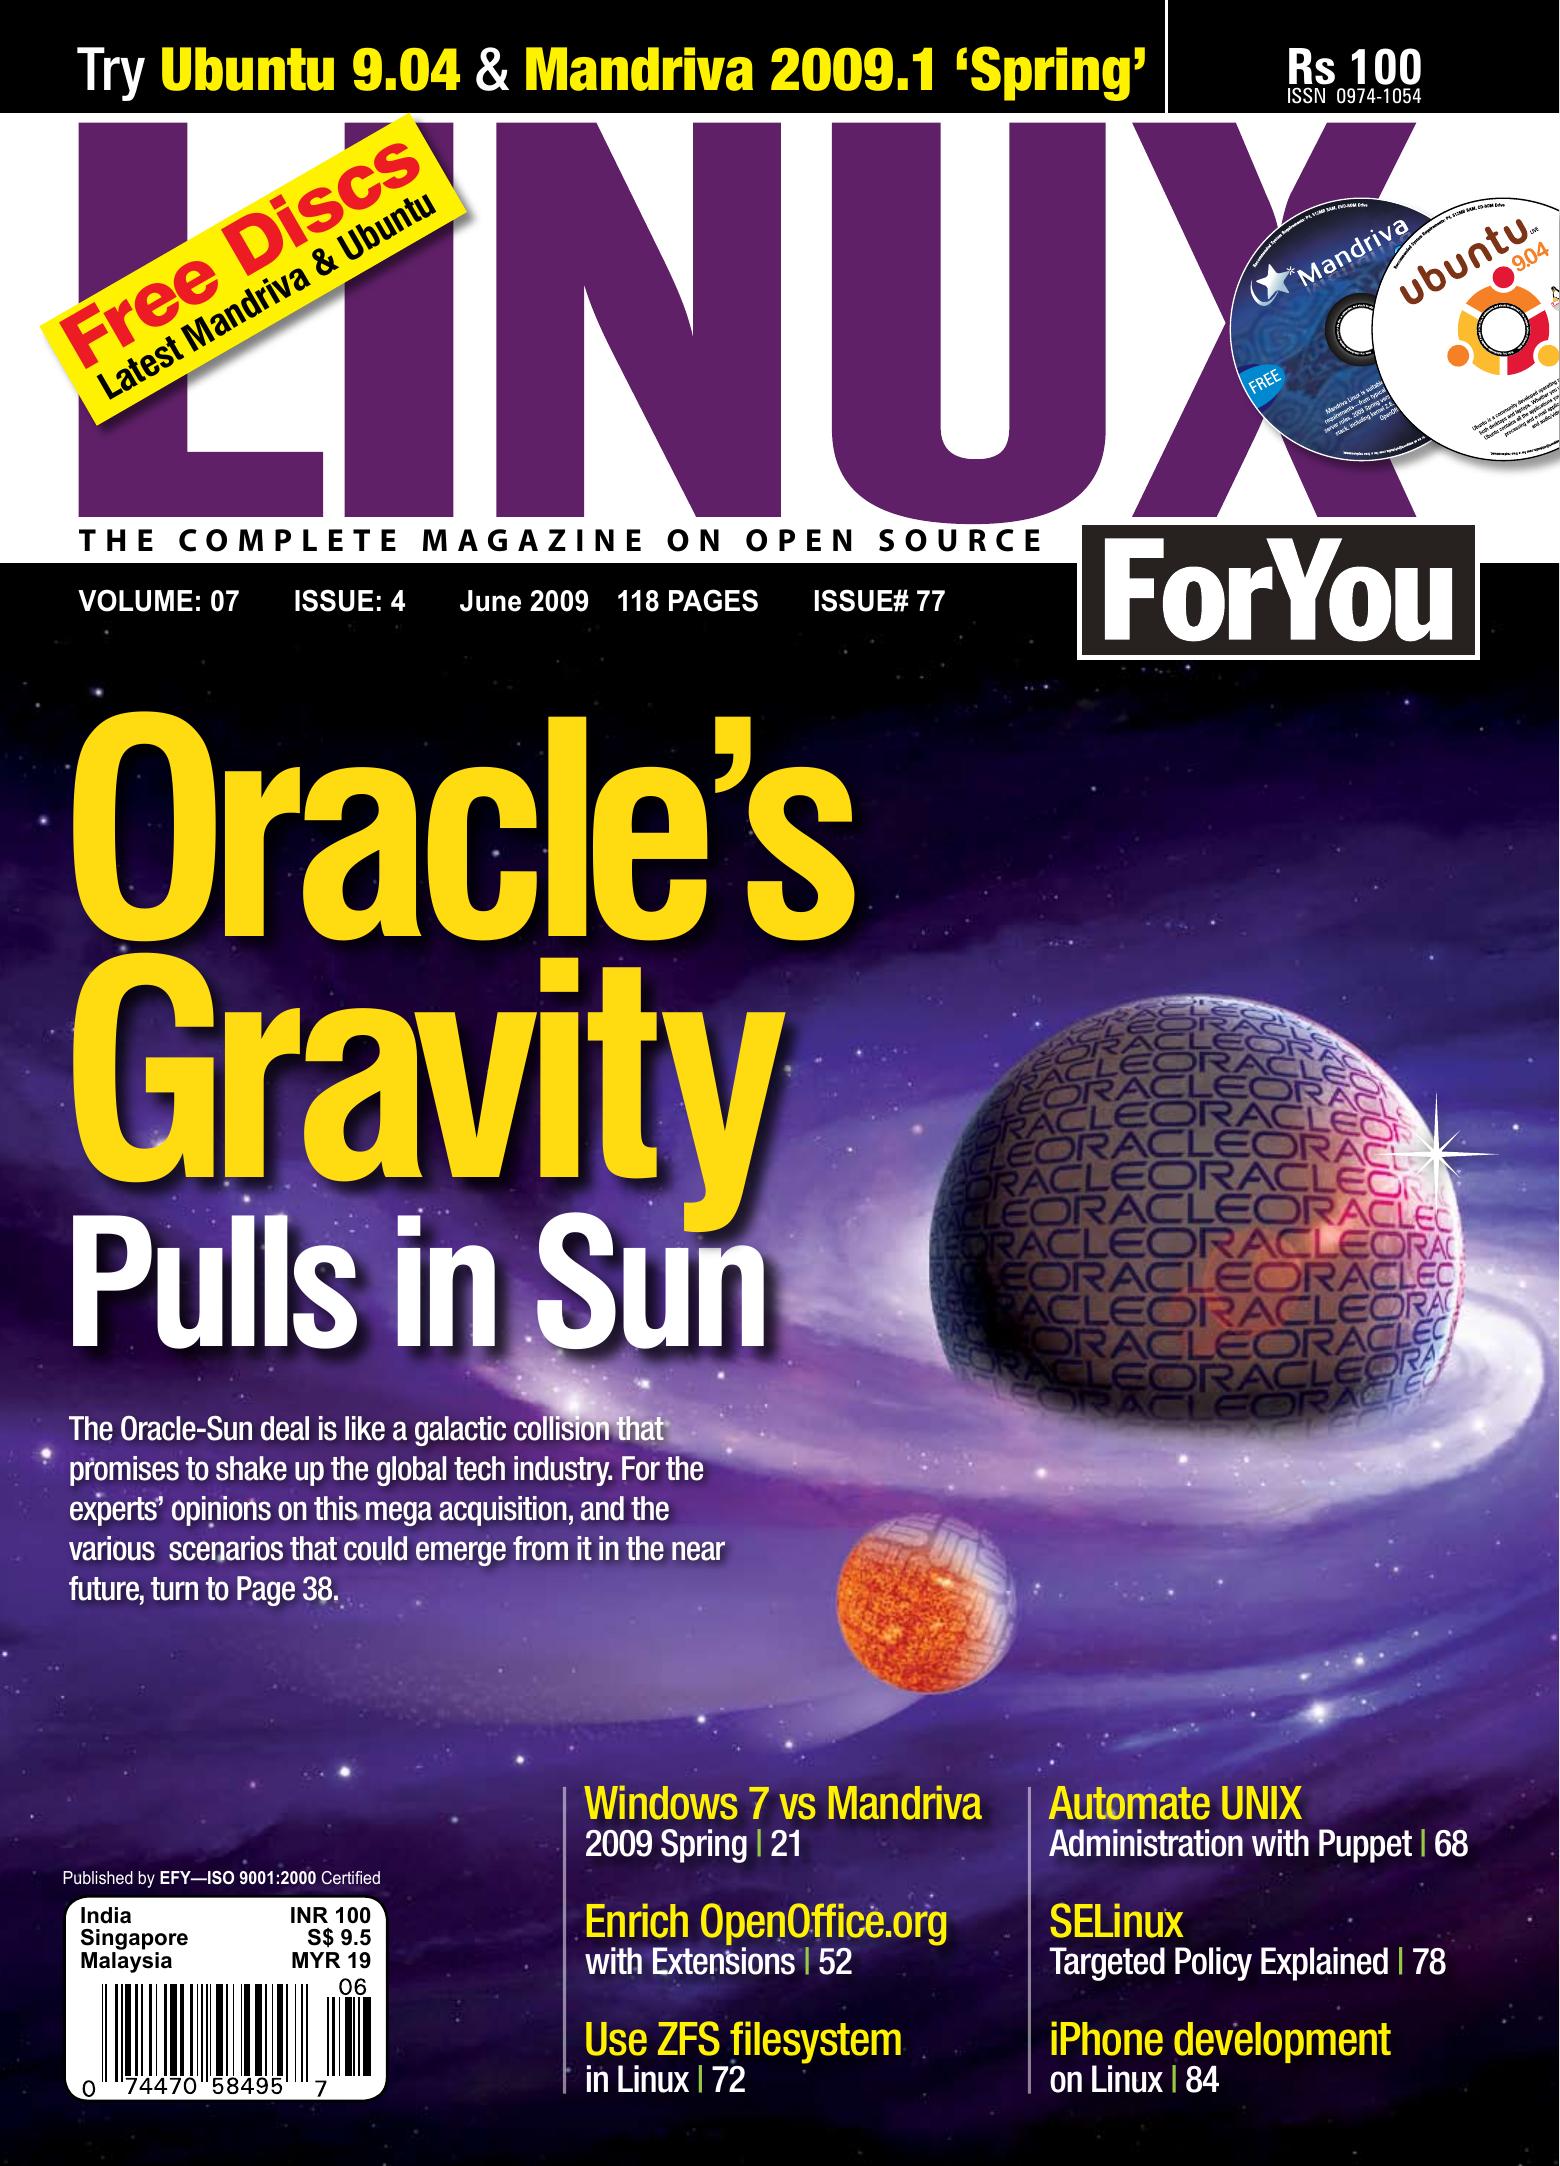 Try Ubuntu 9.04 & Mandriva 2009.1 ‘Spring’
Rs 100
ISSN 0974-1054
LINUX
Free Discs
Latest Mandriva & Ubuntu
Mandriva
FREE
ubuntu
LIVE
9.04
THE COMPLETE MAGAZINE ON OPEN SOURCE
ForYou
VOLUME: 07 ISSUE: 4 June 2009 118 PAGES ISSUE# 77
Oracle’s
Gravity
Pulls in Sun
ORACLE
The Oracle-Sun deal is like a galactic collision that
promises to shake up the global tech industry. For the
experts’ opinions on this mega acquisition, and the
various scenarios that could emerge from it in the near
future, turn to Page 38.
Windows 7 vs Mandriva
2009 Spring | 21
Enrich OpenOffice.org
with Extensions | 52
Use ZFS filesystem
in Linux | 72
Automate UNIX
Administration with Puppet | 68
SELinux
Targeted Policy Explained | 78
iPhone development
on Linux | 84
Published by EFY—ISO 9001:2000 Certified
India INR 100
Singapore S$ 9.5
Malaysia MYR 19
06
0 74470 58495 7